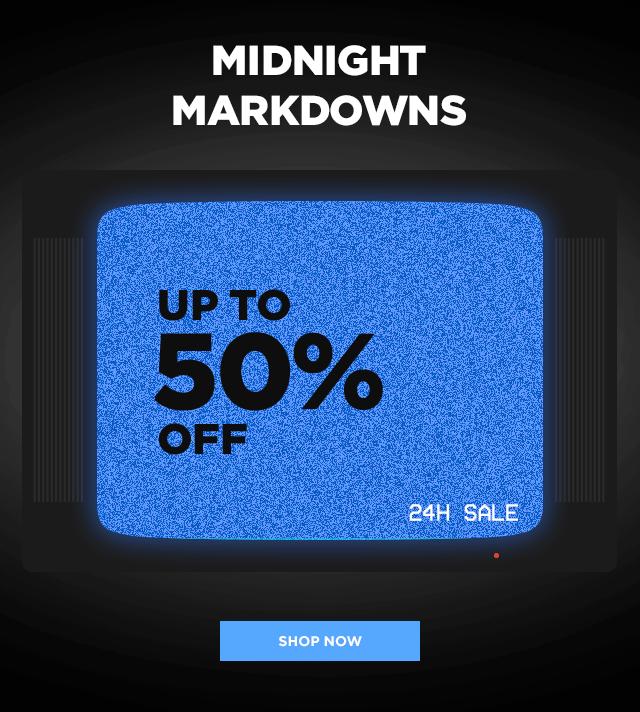 MIDNIGHT
MARKDOWNS
UP TO
50%
OFF
24H SALE
SHOP NOW